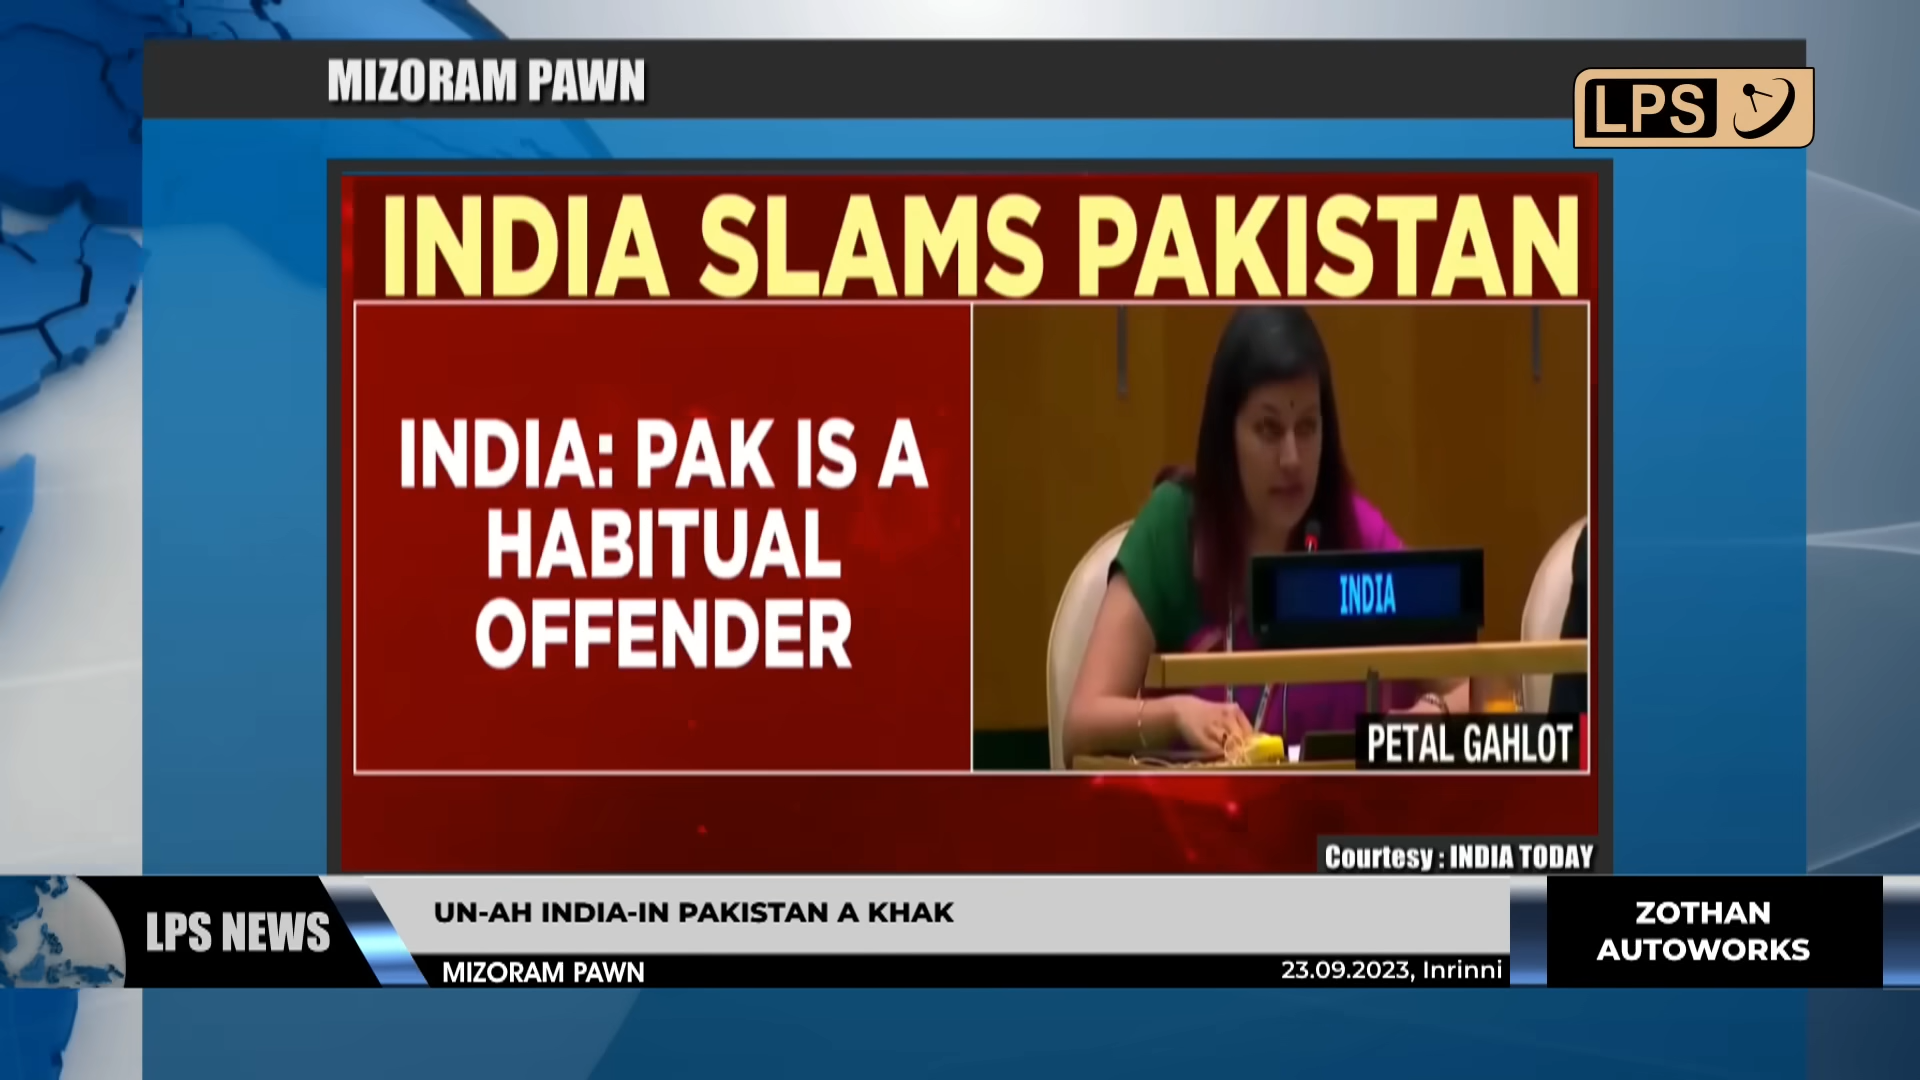 MIZORAM PAWN
LPS
INDIA SLAMS PAKISTAN
INDIA: PAK IS A
HABITUAL
OFFENDER
INDIA
PETAL GAHLOT
Courtesy : INDIA TODAY
LPS NEWS
UN-AH INDIA-IN PAKISTAN A KHAK
MIZORAM PAWN
23.09.2023, Inrinni
ZOTHAN
AUTOWORKS